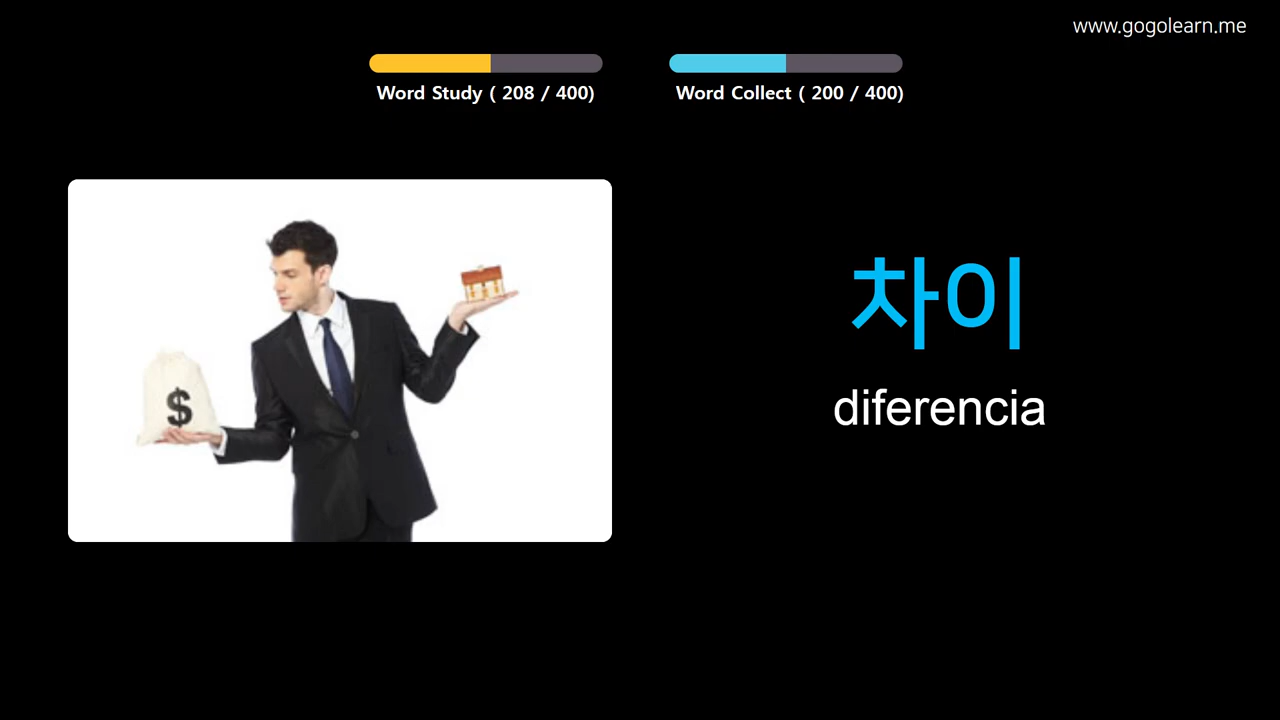 www.gogolearn.me
Word Study ( 208 / 400)
Word Collect ( 200 / 400)
$
차이
diferencia